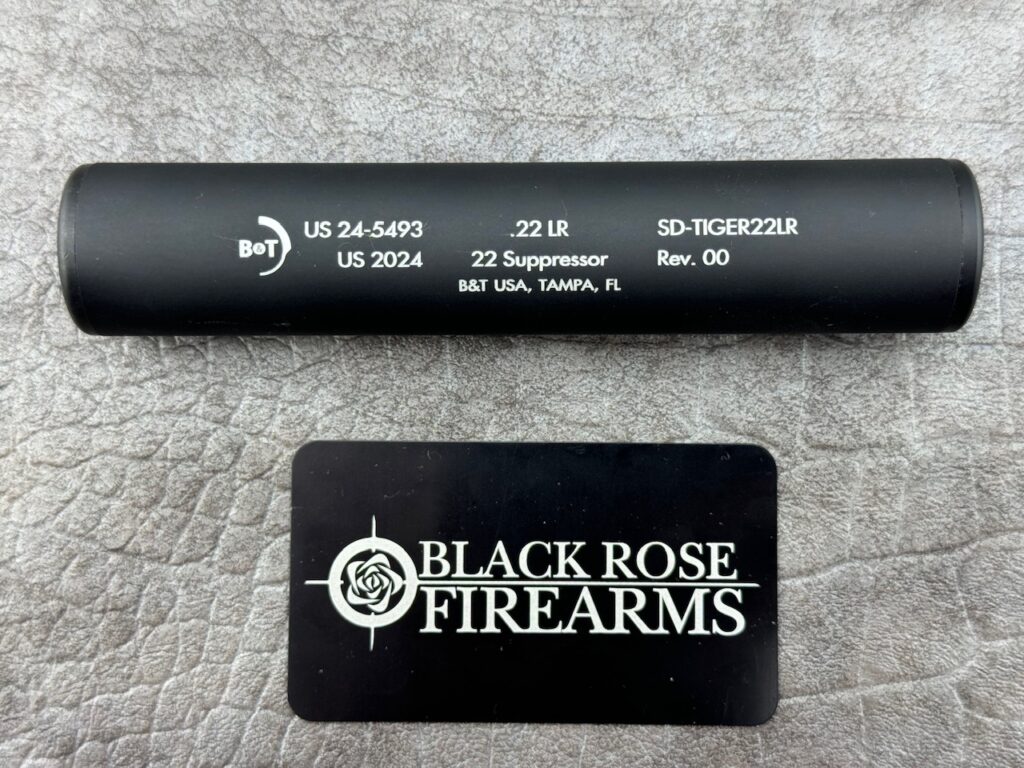 B&T
US 24-5493 .22 LR SD-TIGER22LR
US 2024 22 Suppressor Rev. 00
B&T USA, TAMPA, FL
BLACK ROSE
FIREARMS